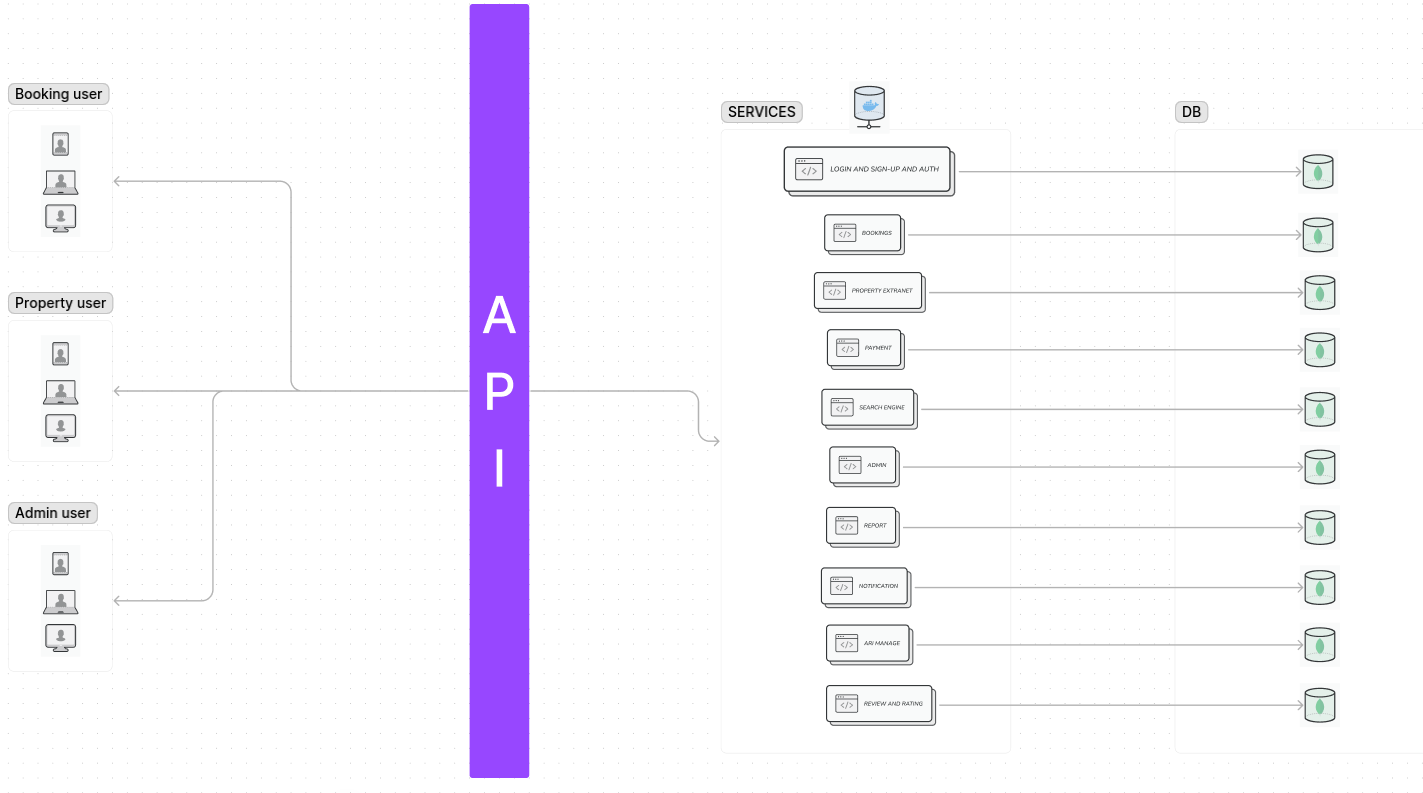 Booking user
Property user
Admin user
A
P
I
SERVICES
LOGIN AND SIGN-UP AND AUTH
BOOKINGS
PROPERTY EXTRANET
PAYMENT
SEARCH ENGINE
ADMIN
REPORT
NOTIFICATION
ARI MANAGE
REVIEW AND RATING
DB